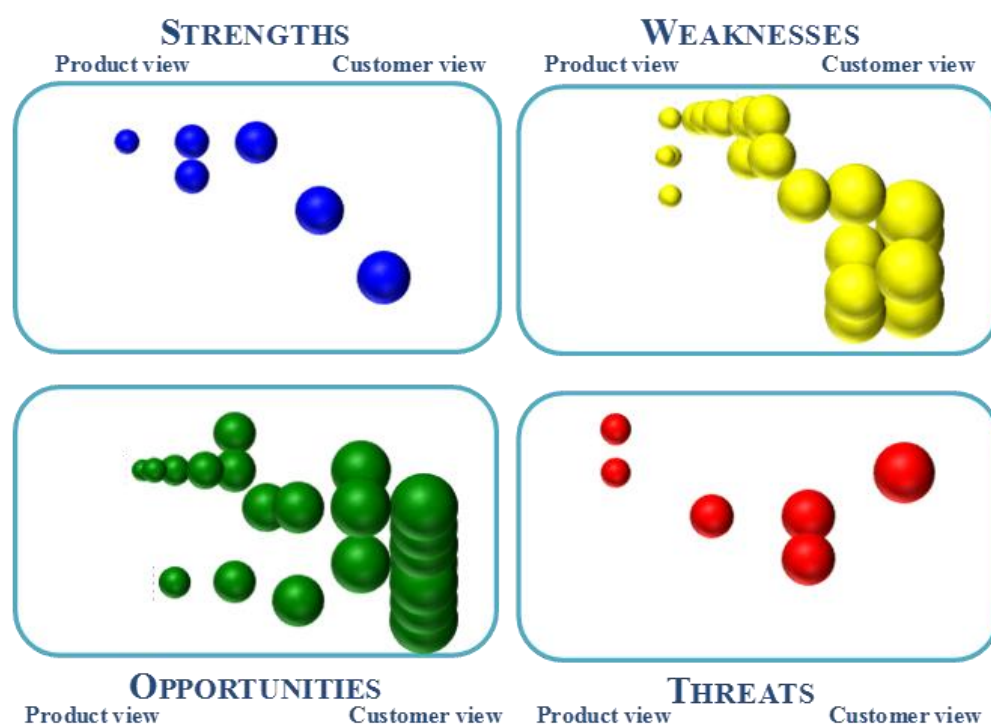 STRENGTHS
Product view Customer view
WEAKNESSES
Product view Customer view
OPPORTUNITIES
Product view Customer view
THREATS
Product view Customer view